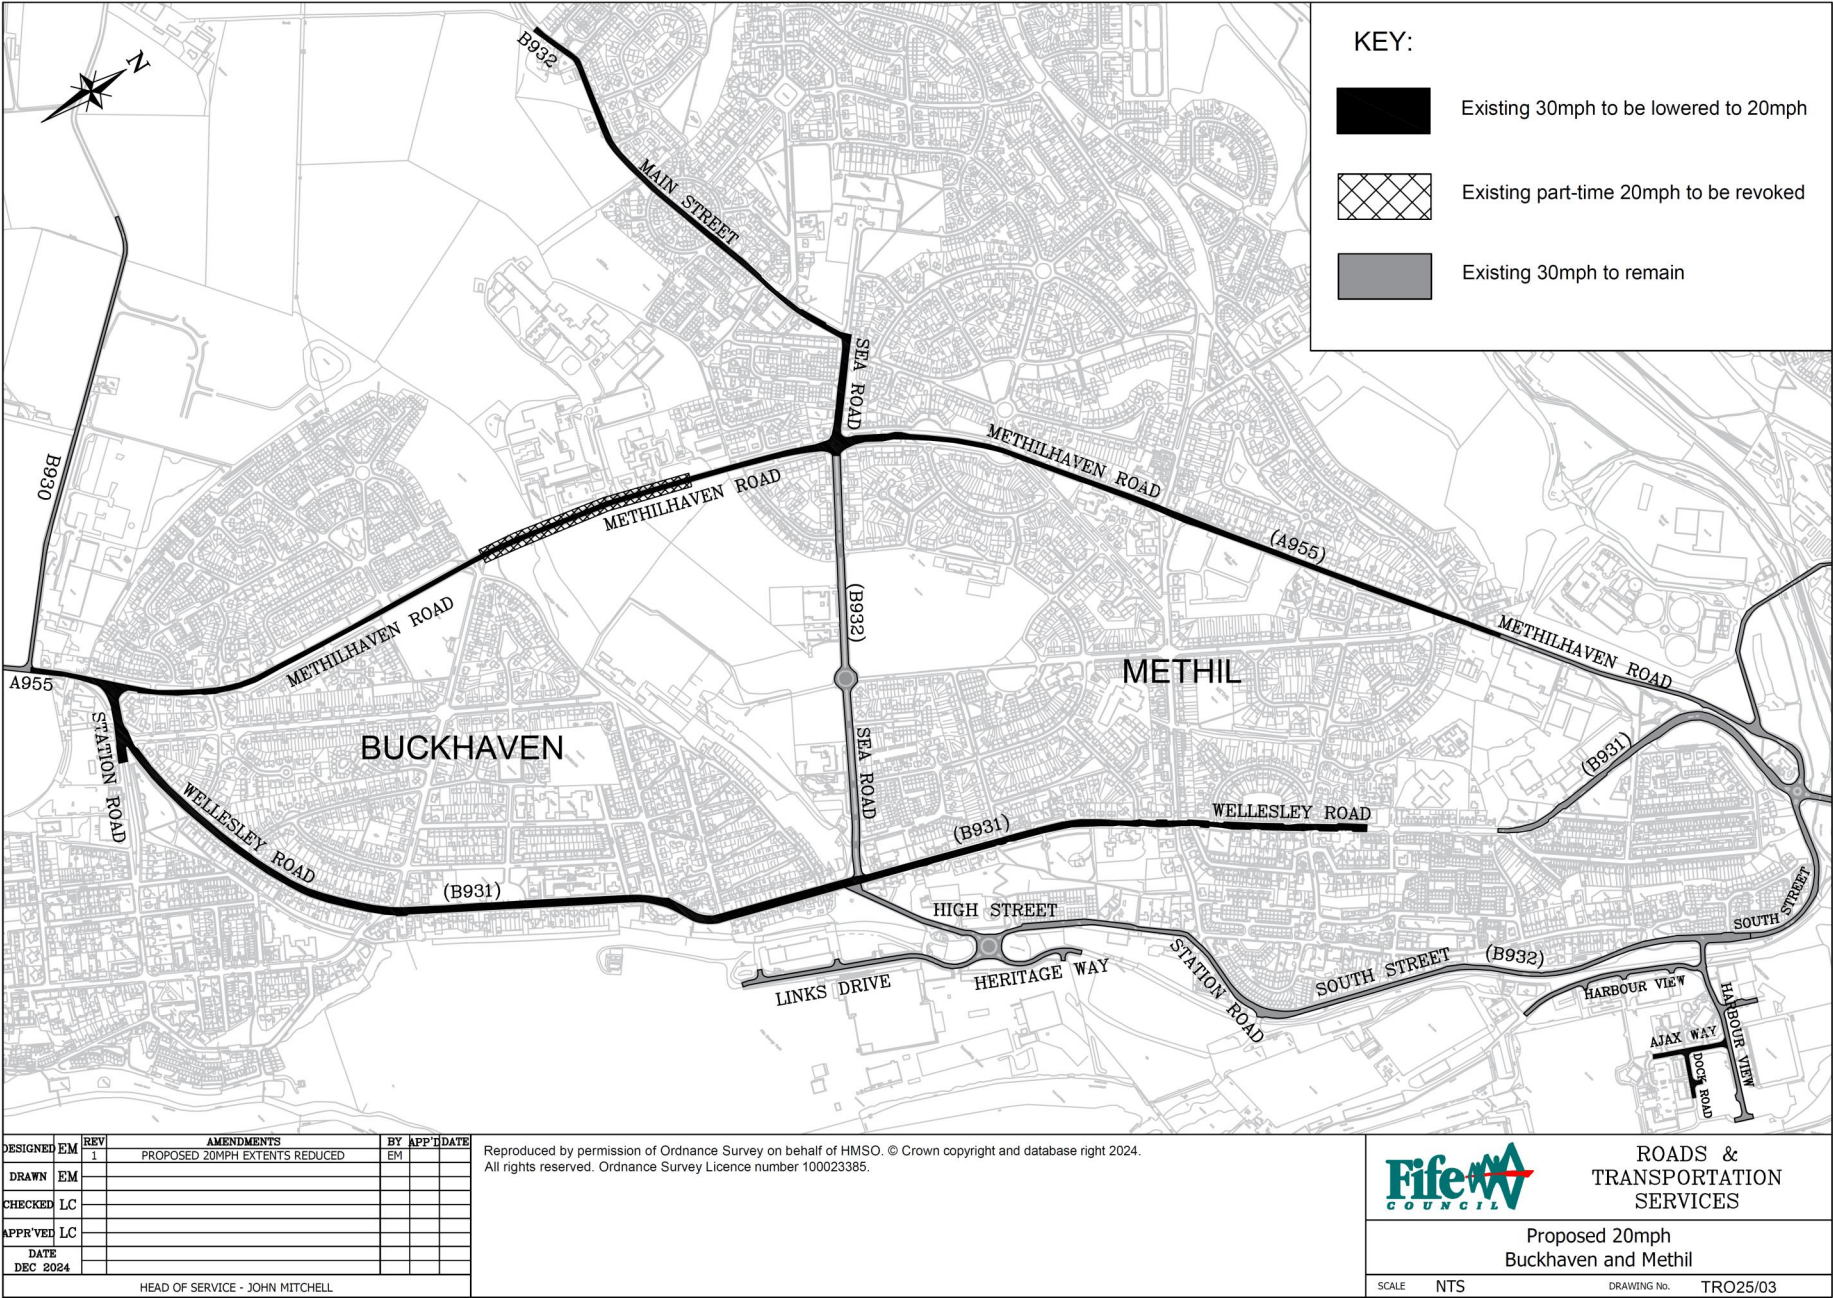 KEY:
Existing 30mph to be lowered to 20mph
Existing part-time 20mph to be revoked
Existing 30mph to remain
N
B932
MAIN STREET
SEA ROAD
METHILHAVEN ROAD
(A955)
METHILHAVEN ROAD
B930
METHILHAVEN ROAD
METHILHAVEN ROAD
(B932)
A955
METHIL
BUCKHAVEN
STATION ROAD
WELLESLEY ROAD
(B931)
SEA ROAD
(B931)
WELLESLEY ROAD
(B931)
HIGH STREET
LINKS DRIVE
HERITAGE WAY
STATION ROAD
SOUTH STREET
(B932)
SOUTH STREET
HARBOUR VIEW
HARBOUR VIEW
AJAX WAY
DOCK ROAD
DESIGNED EM
DRAWN EM
CHECKED LC
APPR'VED LC
DATE
DEC 2024
REV AMENDMENTS BY APP'D DATE
1 PROPOSED 20MPH EXTENTS REDUCED EM
HEAD OF SERVICE - JOHN MITCHELL
Reproduced by permission of Ordnance Survey on behalf of HMSO. © Crown copyright and database right 2024.
All rights reserved. Ordnance Survey Licence number 100023385.
Fife
COUNCIL
ROADS &
TRANSPORTATION
SERVICES
Proposed 20mph
Buckhaven and Methil
SCALE NTS DRAWING No. TRO25/03